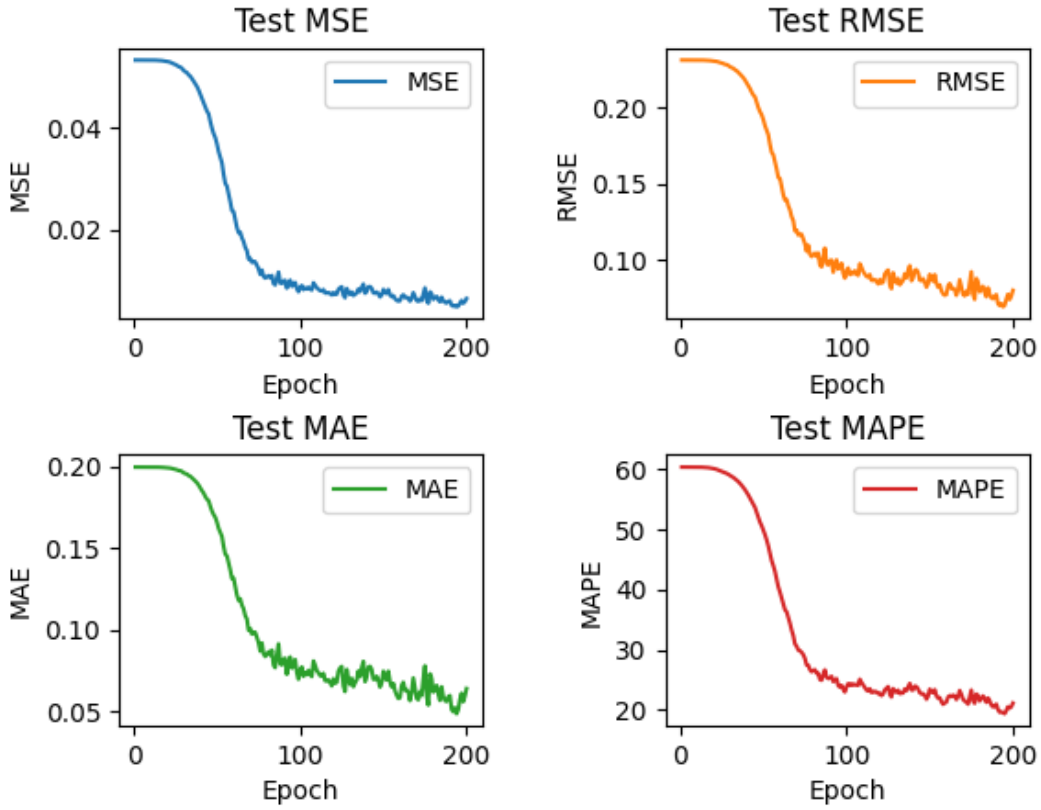 Test MSE
MSE
0.04
0.02
MSE
0
100
200
Epoch
Test RMSE
RMSE
0.20
0.15
0.10
RMSE
0
100
200
Epoch
Test MAE
MAE
0.20
0.15
0.10
0.05
MAE
0
100
200
Epoch
Test MAPE
MAPE
60
50
40
30
20
MAPE
0
100
200
Epoch